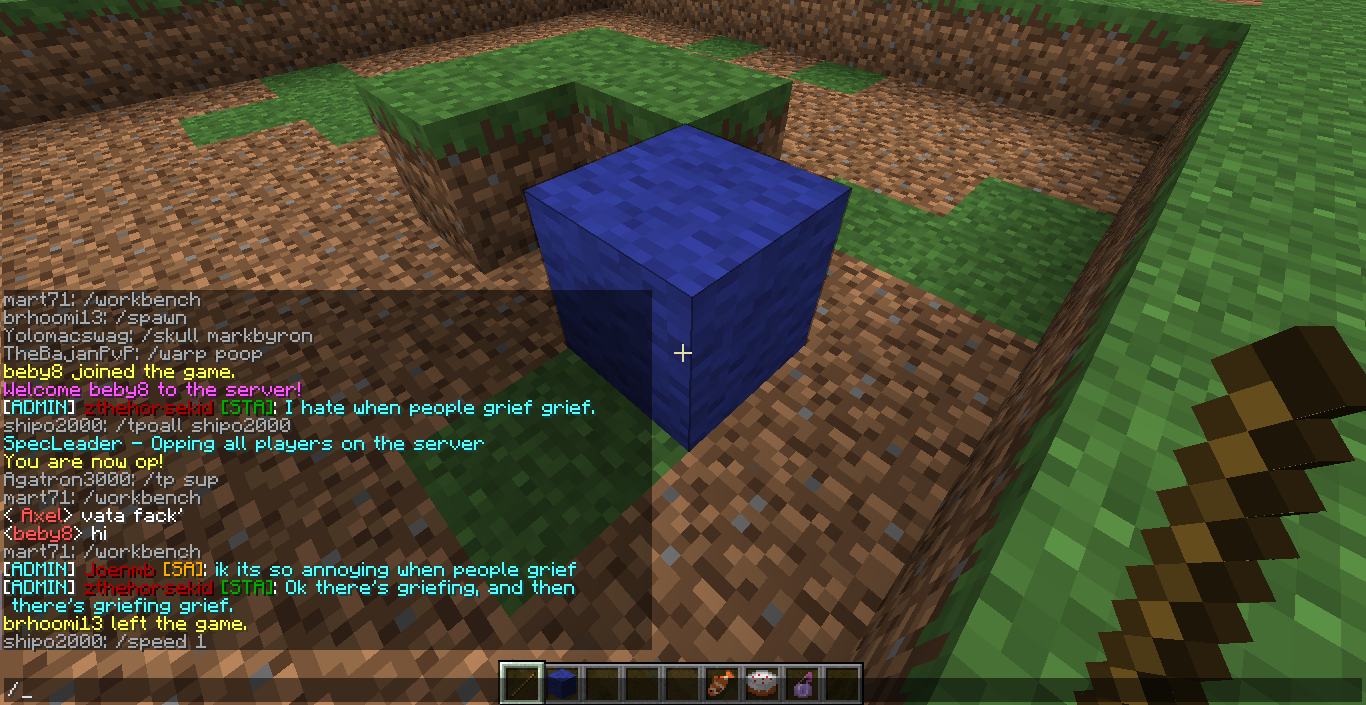 mart71: /workbench
brhoomi13: /spawn
Yolomacswag: /skull markbyron
TheBajanPvP: /warp poop
beby8 joined the game.
Welcome beby8 to the server!
[ADMIN] zthehorsekid [STA]: I hate when people grief grief.
shipo2000: /tpoall shipo2000
SpecLeader - Opping all players on the server
You are now op!
Agatron3000: /tp sup
mart71: /workbench
< Axel> vata fack'
<beby8> hi
mart71: /workbench
[ADMIN] Joenmb [SA]: ik its so annoying when people grief
[ADMIN] zthehorsekid [STA]: Ok there's griefing, and then
there's griefing grief.
brhoomi13 left the game.
shipo2000: /speed 1
/_